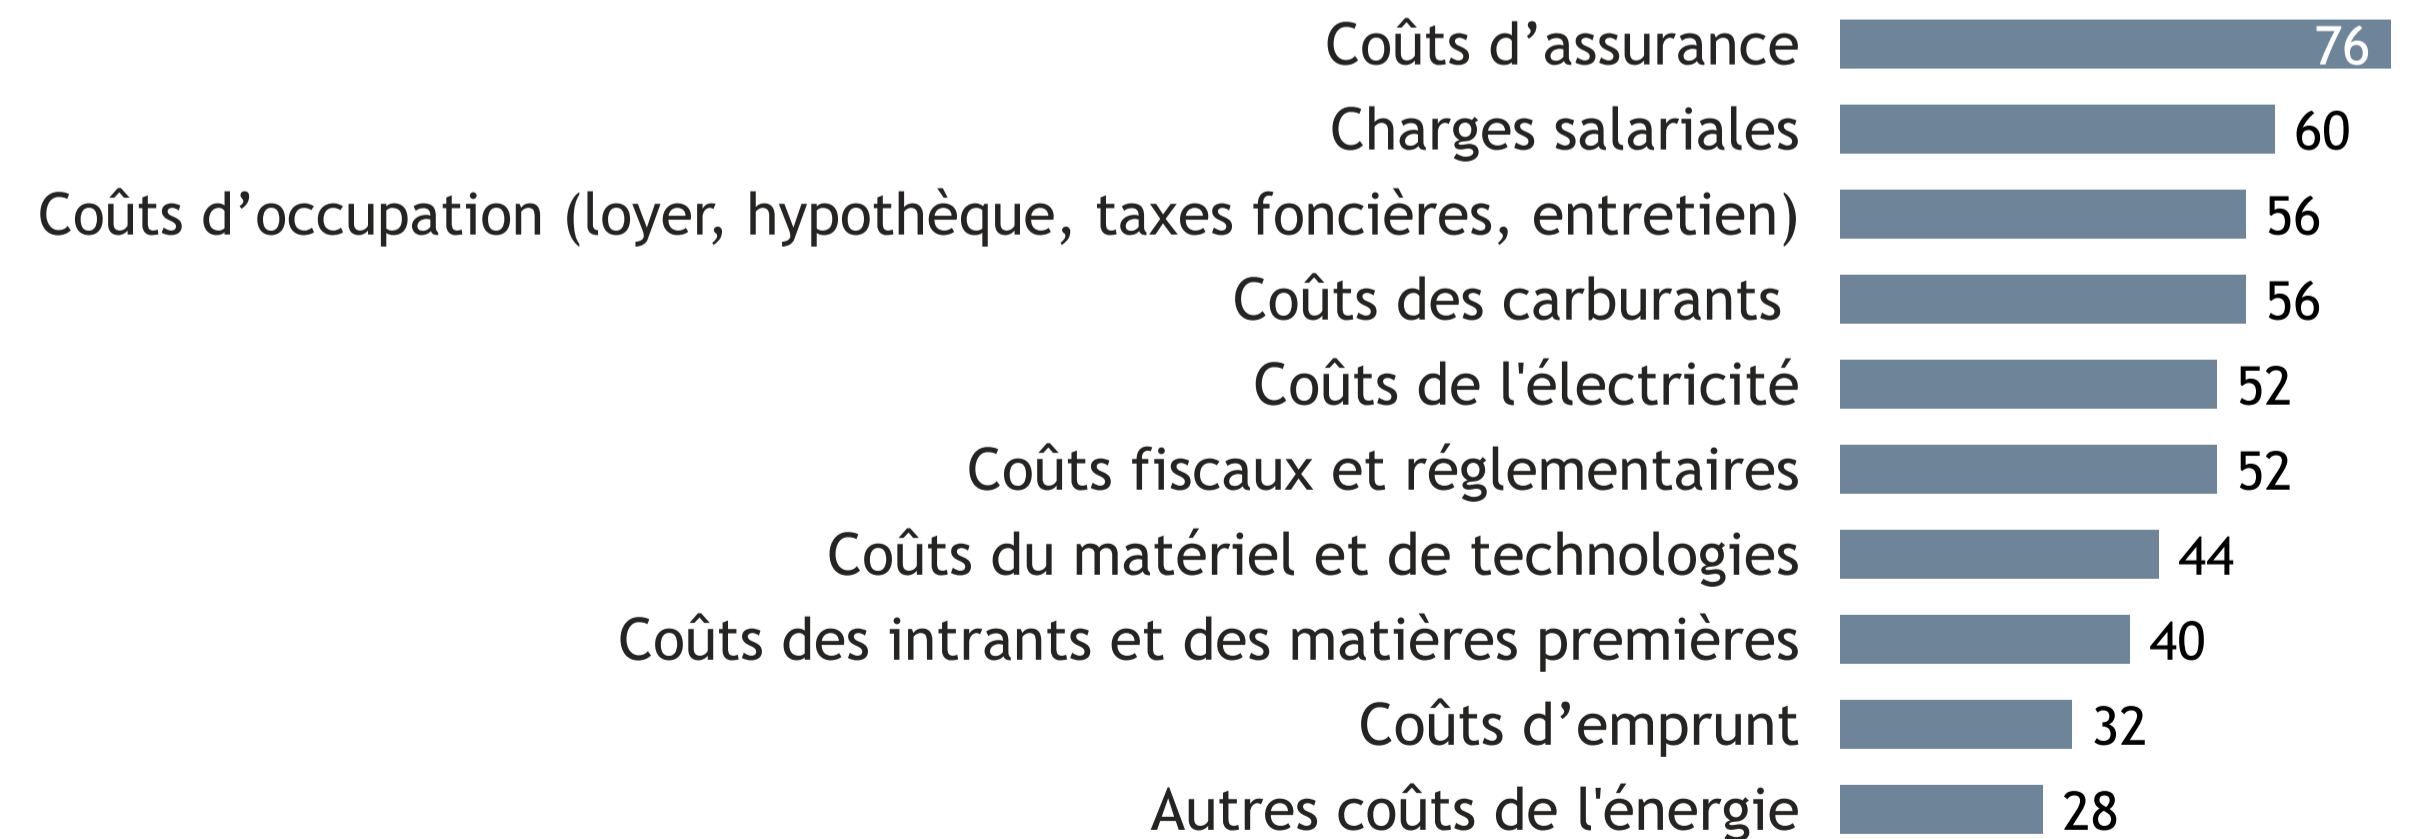 Coûts d’assurance 76
Charges salariales 60
Coûts d’occupation (loyer, hypothèque, taxes foncières, entretien) 56
Coûts des carburants 56
Coûts de l'électricité 52
Coûts fiscaux et réglementaires 52
Coûts du matériel et de technologies 44
Coûts des intrants et des matières premières 40
Coûts d’emprunt 32
Autres coûts de l'énergie 28